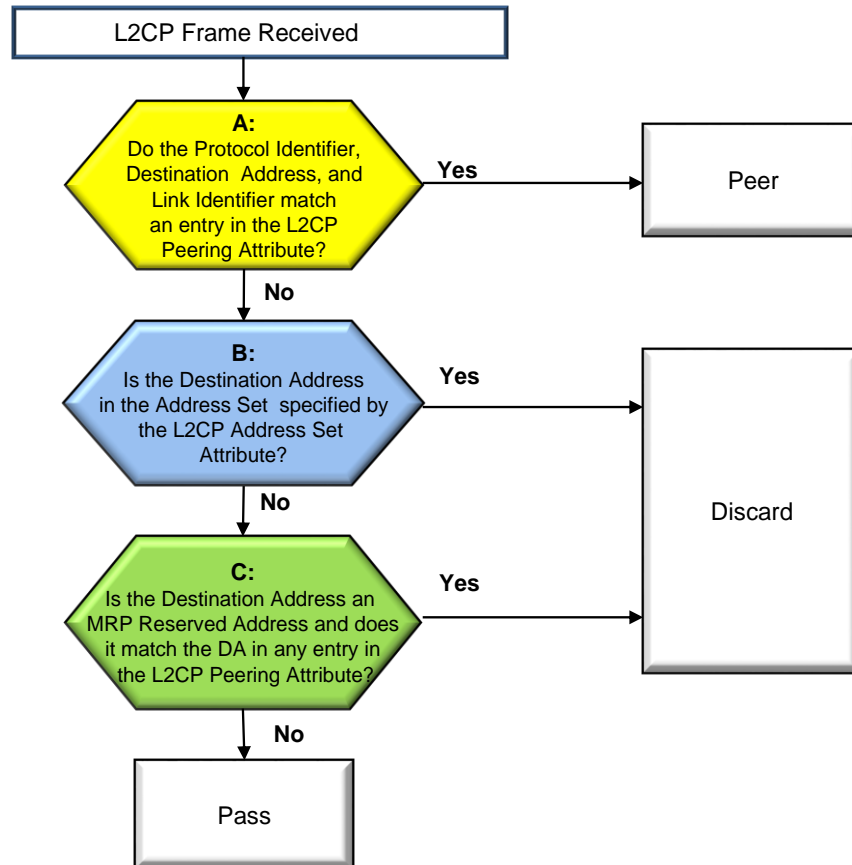 L2CP Frame Received
A:
Do the Protocol Identifier,
Destination Address, and
Link Identifier match
an entry in the L2CP
Peering Attribute?
Yes
Peer
No
B:
Is the Destination Address
in the Address Set specified by
the L2CP Address Set
Attribute?
Yes
Discard
No
C:
Is the Destination Address an
MRP Reserved Address and does
it match the DA in any entry in
the L2CP Peering Attribute?
Yes
No
Pass